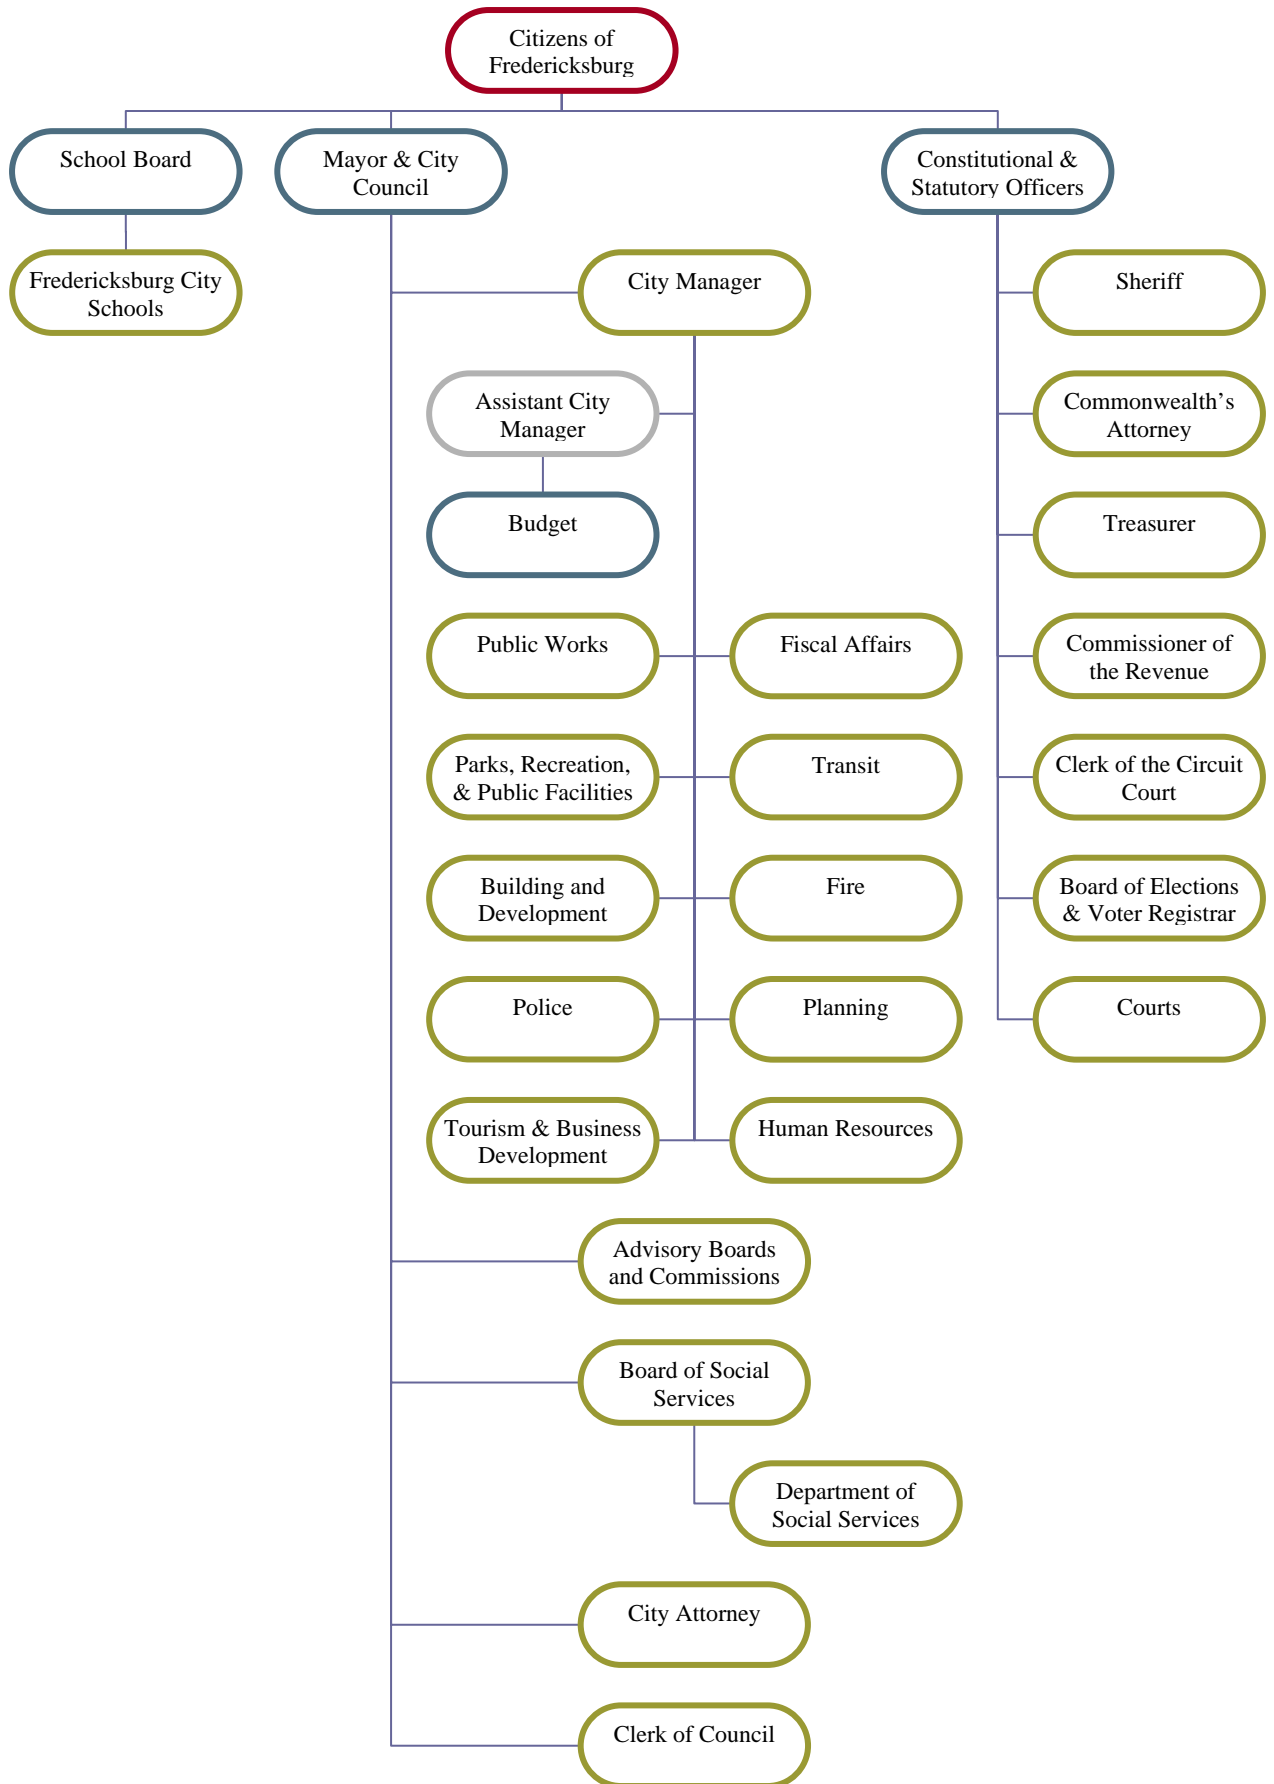 Citizens of
Fredericksburg
School Board
Mayor & City
Council
Constitutional &
Statutory Officers
Fredericksburg City
Schools
City Manager
Sheriff
Assistant City
Manager
Commonwealth’s
Attorney
Budget
Treasurer
Public Works
Fiscal Affairs
Commissioner of
the Revenue
Parks, Recreation,
& Public Facilities
Transit
Clerk of the Circuit
Court
Building and
Development
Fire
Board of Elections
& Voter Registrar
Police
Planning
Courts
Tourism & Business
Development
Human Resources
Advisory Boards
and Commissions
Board of Social
Services
Department of
Social Services
City Attorney
Clerk of Council